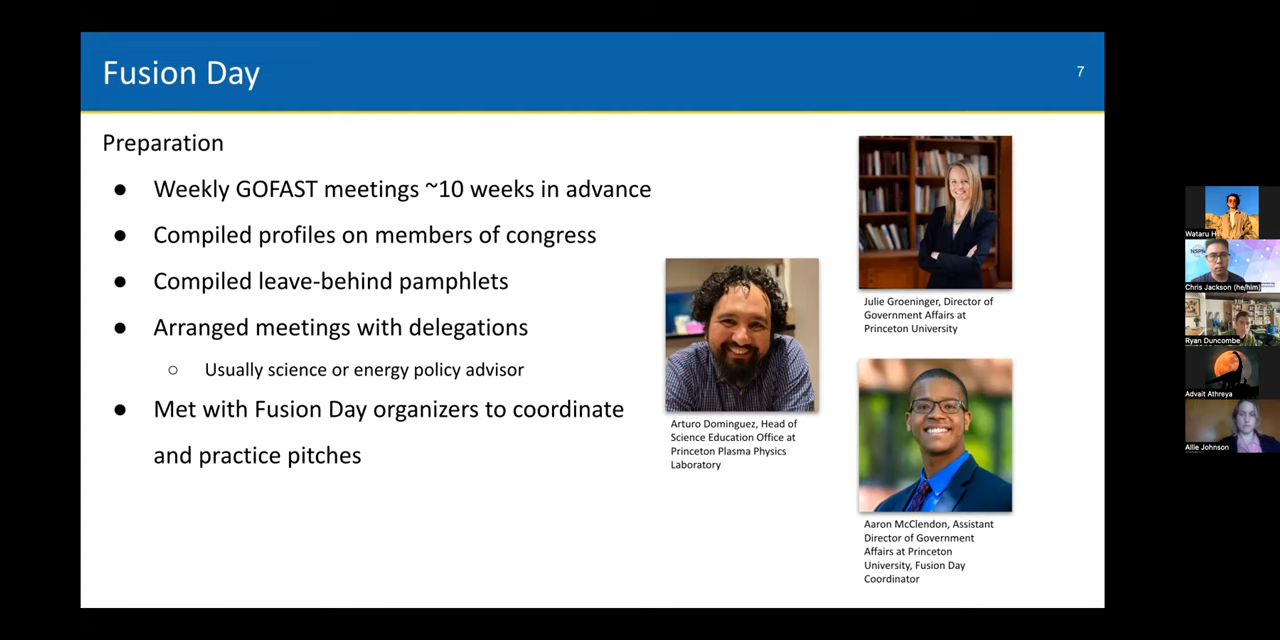 Fusion Day
7
Preparation
● Weekly GOFAST meetings ~10 weeks in advance
● Compiled profiles on members of congress
● Compiled leave-behind pamphlets
● Arranged meetings with delegations
○ Usually science or energy policy advisor
● Met with Fusion Day organizers to coordinate
and practice pitches
Julie Groeninger, Director of
Government Affairs at
Princeton University
Arturo Dominguez, Head of
Science Education Office at
Princeton Plasma Physics
Laboratory
Aaron McClendon, Assistant
Director of Government
Affairs at Princeton
University, Fusion Day
Coordinator
Wataru H
Chris Jackson (he/him)
Ryan Duncombe
Advait Athreya
Allie Johnson